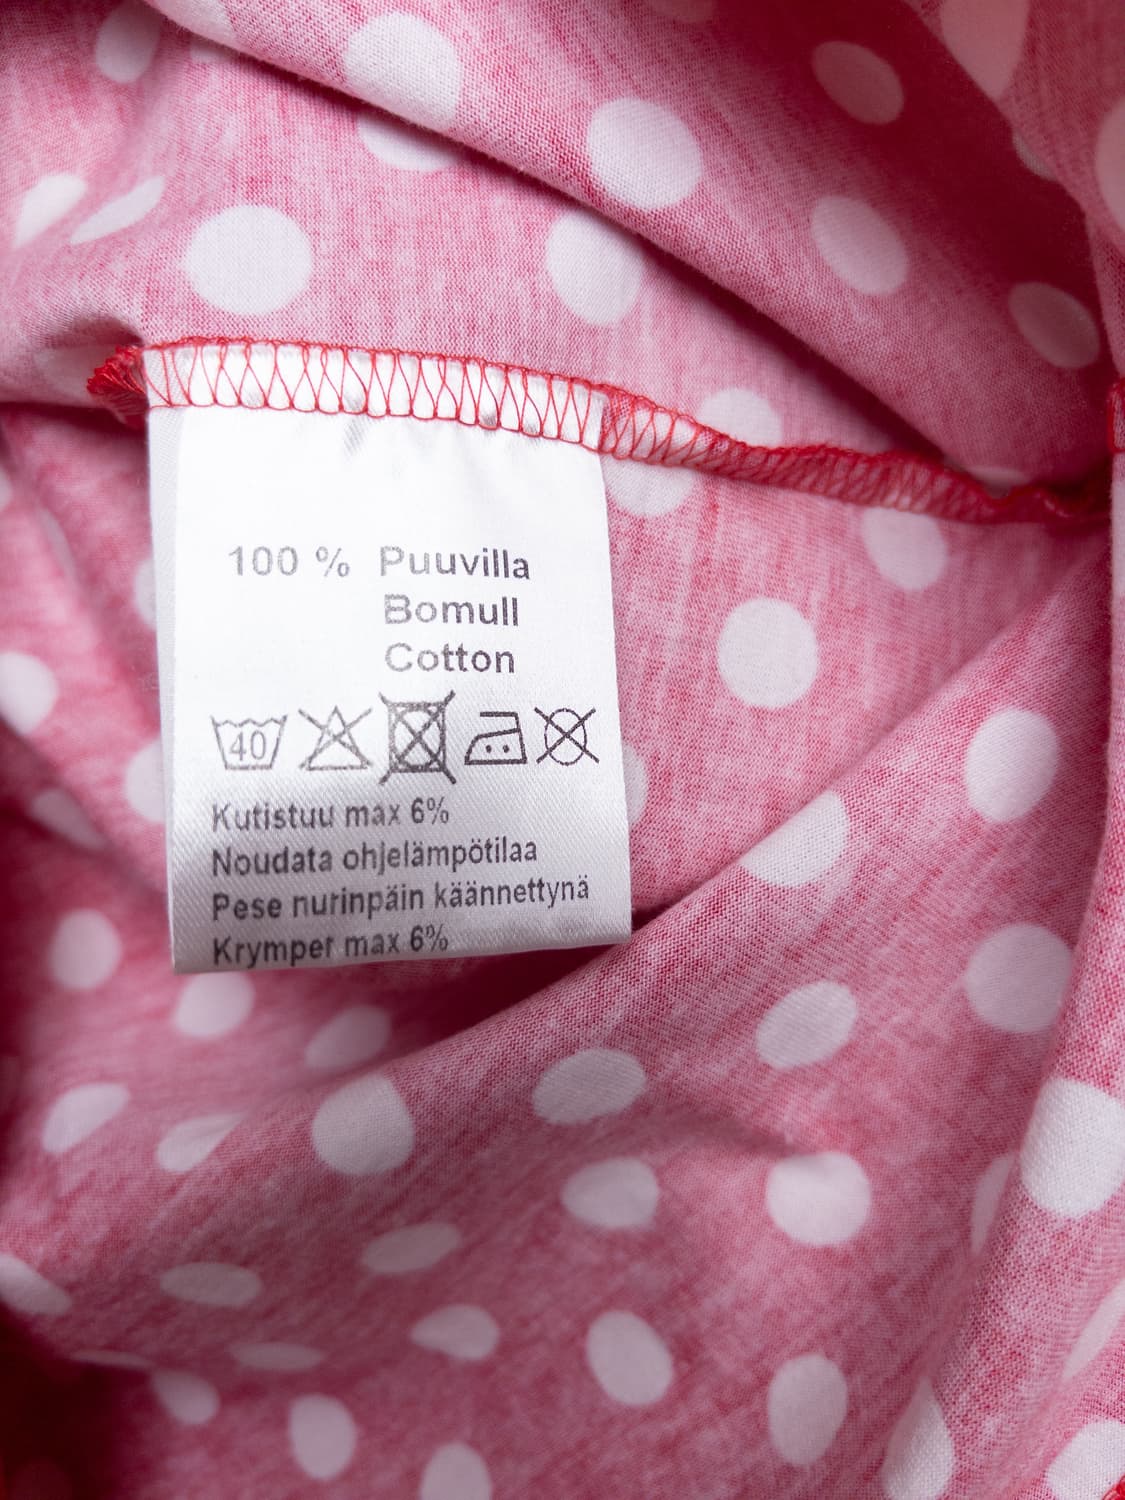 100 % Puuvilla
Bomull
Cotton
40
Kutistuu max 6%
Noudata ohjelämpötilaa
Pese nurinpäin käännettynä
Krymper max 6%